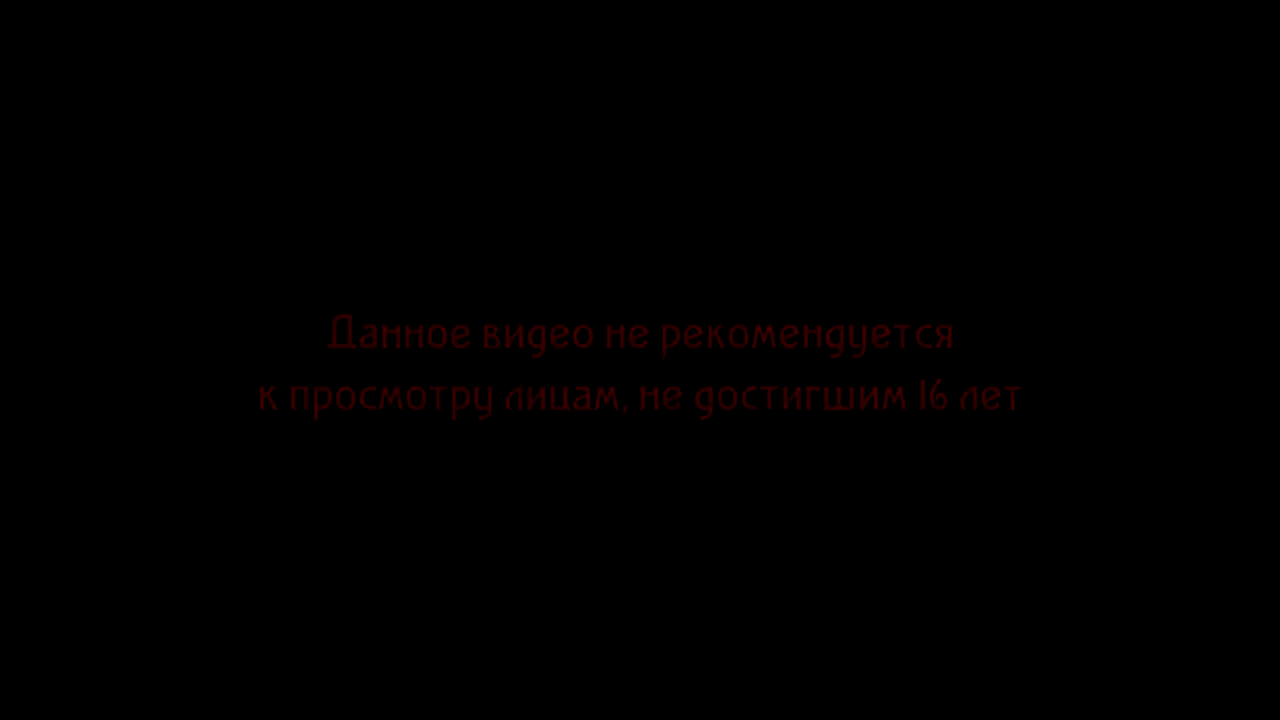 Данное видео не рекомендуется
к просмотру лицам, не достигшим 16 лет